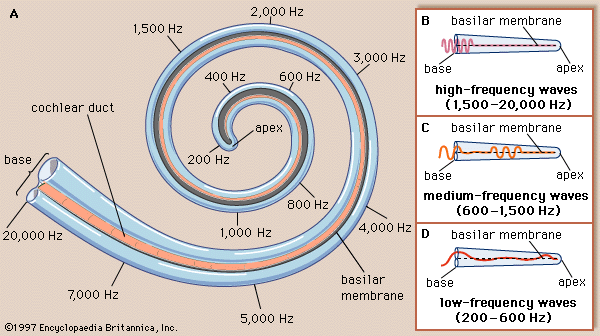 A
2,000 Hz
1,500 Hz
3,000 Hz
400 Hz
600 Hz
cochlear duct
apex
200 Hz
base
800 Hz
20,000 Hz
1,000 Hz
4,000 Hz
basilar
membrane
7,000 Hz
5,000 Hz
©1997 Encyclopaedia Britannica, Inc.
B
basilar membrane
base
apex
high-frequency waves
(1,500–20,000 Hz)
C
basilar membrane
base
apex
medium-frequency waves
(600–1,500 Hz)
D
basilar membrane
base
apex
low-frequency waves
(200–600 Hz)